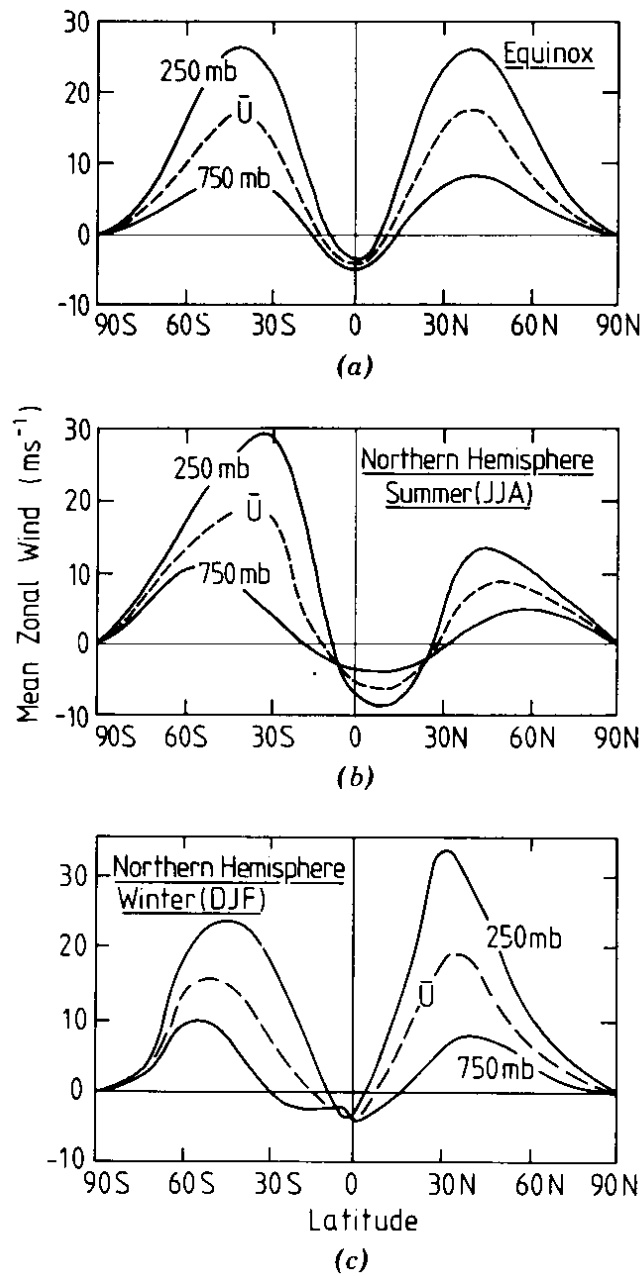 30
250 mb
Equinox
20
Ū
10
750 mb
0
-10
90S 60S 30S 0 30N 60N 90N
(a)
Mean Zonal Wind (ms⁻¹)
30
250 mb
Northern Hemisphere
Summer(JJA)
20
Ū
10
750 mb
0
-10
90S 60S 30S 0 30N 60N 90N
(b)
30
Northern Hemisphere
Winter(DJF)
250mb
20
Ū
10
750mb
0
-10
90S 60S 30S 0 30N 60N 90N
Latitude
(c)